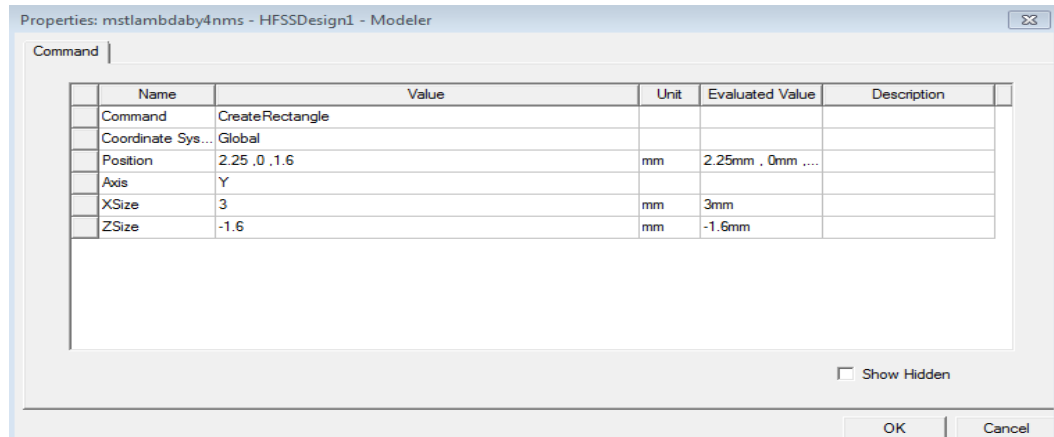 Properties: mstlambdaby4nms - HFSSDesign1 - Modeler
Command
Name Value Unit Evaluated Value Description
Command CreateRectangle
Coordinate Sys... Global
Position 2.25 ,0 ,1.6 mm 2.25mm , 0mm ,...
Axis Y
XSize 3 mm 3mm
ZSize -1.6 mm -1.6mm
Show Hidden
OK Cancel